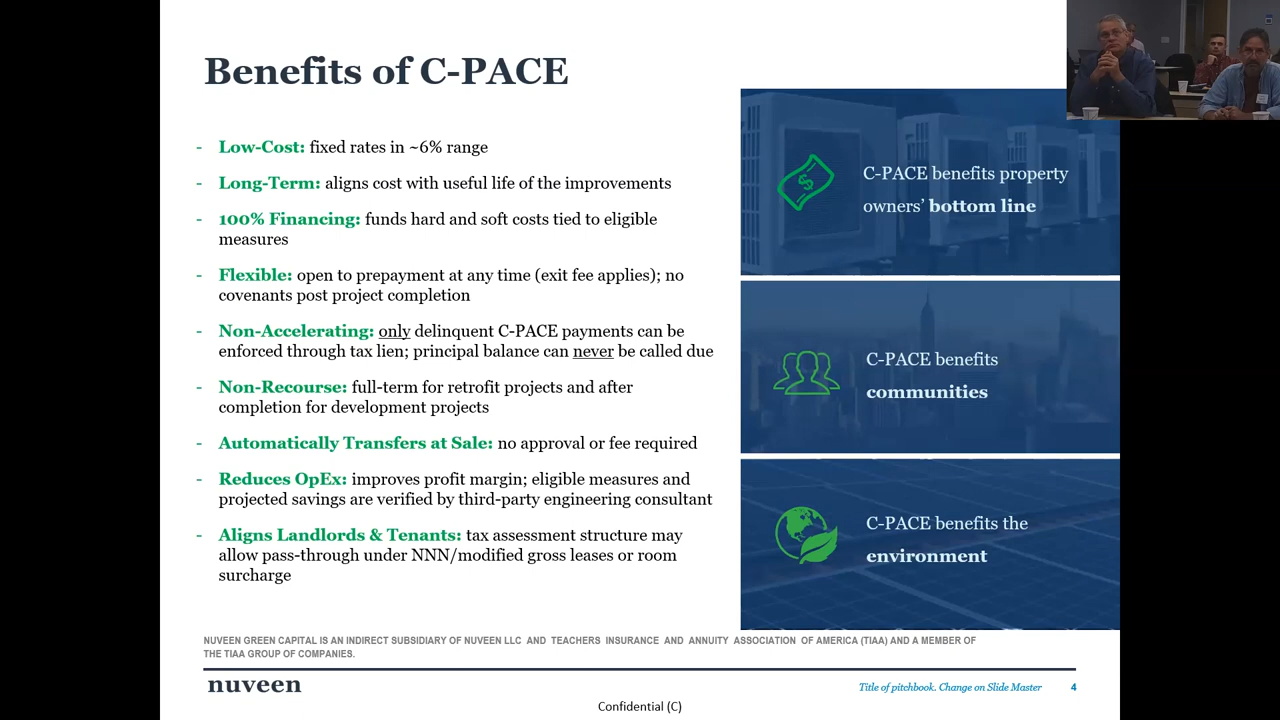 Benefits of C-PACE
- Low-Cost: fixed rates in ~6% range
- Long-Term: aligns cost with useful life of the improvements
- 100% Financing: funds hard and soft costs tied to eligible
measures
- Flexible: open to prepayment at any time (exit fee applies); no
covenants post project completion
- Non-Accelerating: only delinquent C-PACE payments can be
enforced through tax lien; principal balance can never be called due
- Non-Recourse: full-term for retrofit projects and after
completion for development projects
- Automatically Transfers at Sale: no approval or fee required
- Reduces OpEx: improves profit margin; eligible measures and
projected savings are verified by third-party engineering consultant
- Aligns Landlords & Tenants: tax assessment structure may
allow pass-through under NNN/modified gross leases or room
surcharge
$
C-PACE benefits property
owners' bottom line
C-PACE benefits
communities
C-PACE benefits the
environment
NUVEEN GREEN CAPITAL IS AN INDIRECT SUBSIDIARY OF NUVEEN LLC AND TEACHERS INSURANCE AND ANNUITY ASSOCIATION OF AMERICA (TIAA) AND A MEMBER OF
THE TIAA GROUP OF COMPANIES.
nuveen
Title of pitchbook. Change on Slide Master 4
Confidential (C)